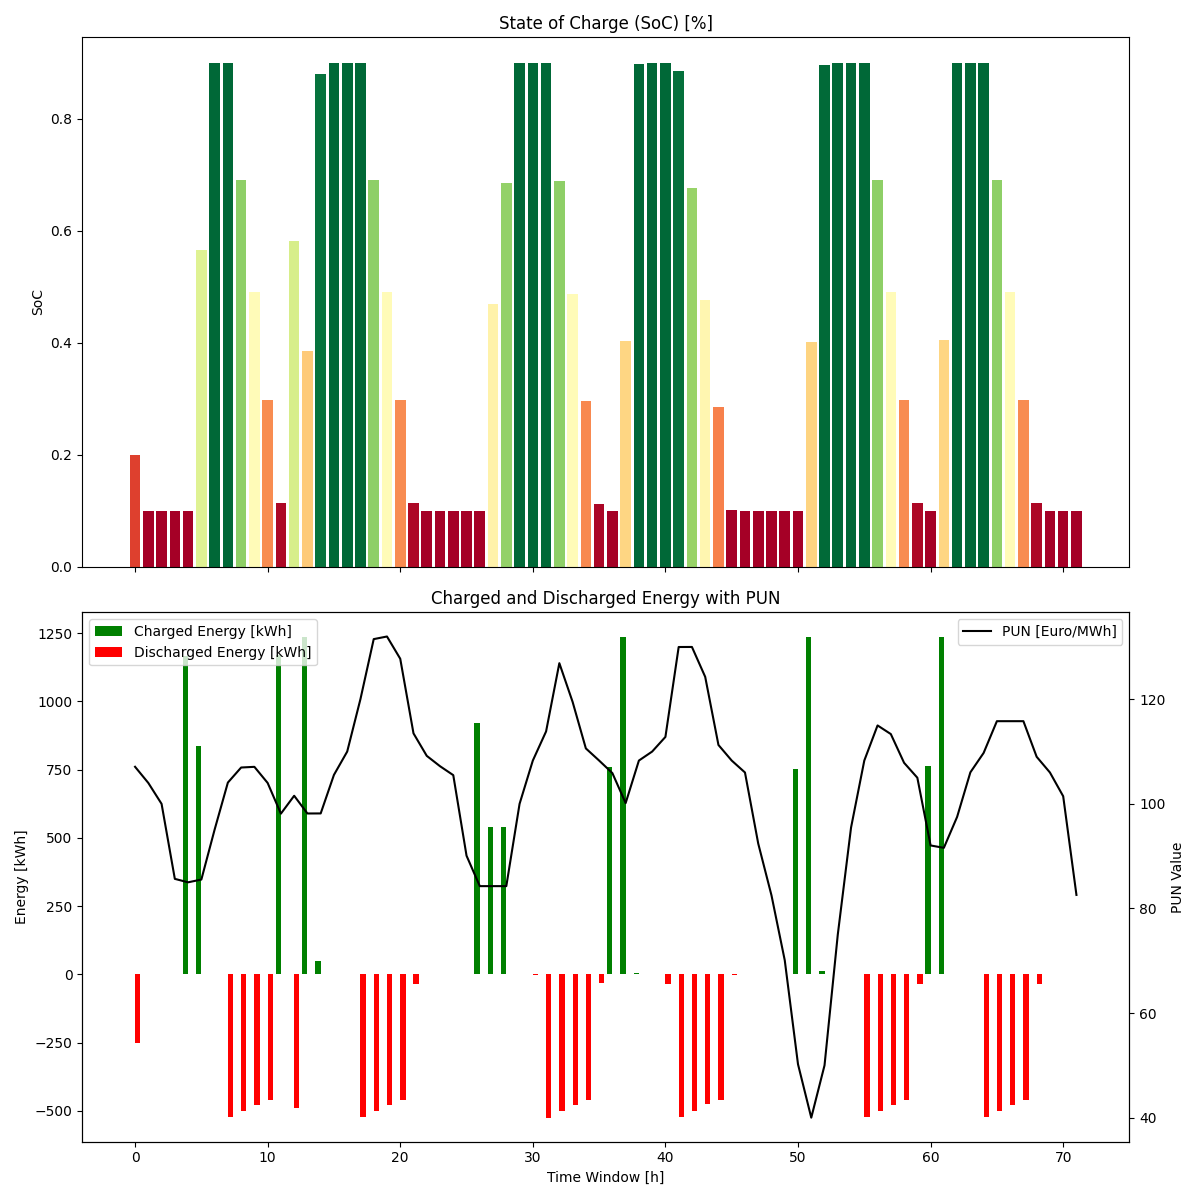 State of Charge (SoC) [%]
SoC
0.8
0.6
0.4
0.2
0.0
Charged and Discharged Energy with PUN
Charged Energy [kWh]
Discharged Energy [kWh]
PUN [Euro/MWh]
Energy [kWh]
1250
1000
750
500
250
0
−250
−500
PUN Value
120
100
80
60
40
0 10 20 30 40 50 60 70
Time Window [h]